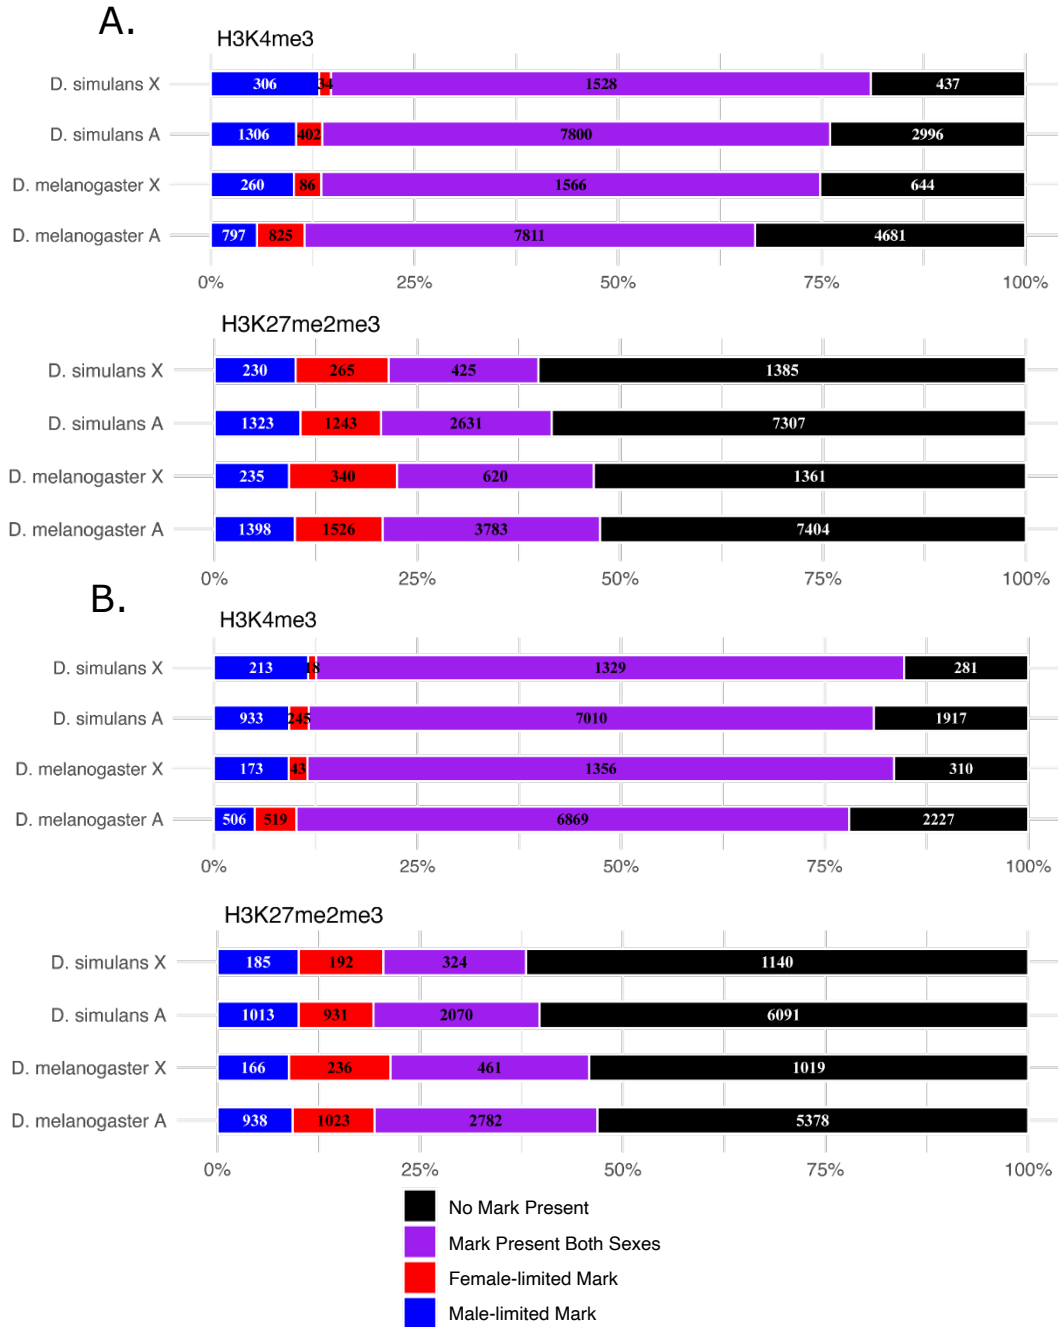 A.
H3K4me3
D. simulans X 306 34 1528 437
D. simulans A 1306 402 7800 2996
D. melanogaster X 260 86 1566 644
D. melanogaster A 797 825 7811 4681
0% 25% 50% 75% 100%
H3K27me2me3
D. simulans X 230 265 425 1385
D. simulans A 1323 1243 2631 7307
D. melanogaster X 235 340 620 1361
D. melanogaster A 1398 1526 3783 7404
0% 25% 50% 75% 100%
B.
H3K4me3
D. simulans X 213 18 1329 281
D. simulans A 933 245 7010 1917
D. melanogaster X 173 43 1356 310
D. melanogaster A 506 519 6869 2227
0% 25% 50% 75% 100%
H3K27me2me3
D. simulans X 185 192 324 1140
D. simulans A 1013 931 2070 6091
D. melanogaster X 166 236 461 1019
D. melanogaster A 938 1023 2782 5378
0% 25% 50% 75% 100%
No Mark Present
Mark Present Both Sexes
Female-limited Mark
Male-limited Mark